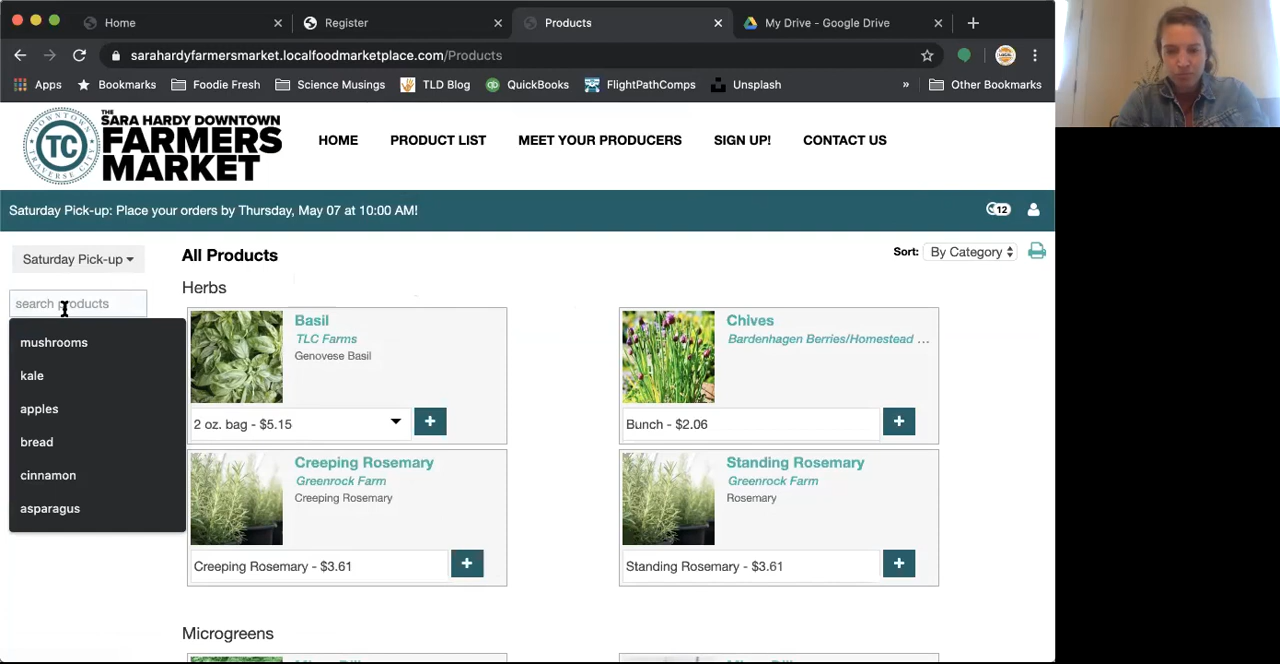 Home
Register
Products
My Drive - Google Drive
sarahardyfarmersmarket.localfoodmarketplace.com/Products
Apps
Bookmarks
Foodie Fresh
Science Musings
TLD Blog
QuickBooks
FlightPathComps
Unsplash
»
Other Bookmarks
TC
THE SARA HARDY DOWNTOWN
FARMERS
MARKET
HOME
PRODUCT LIST
MEET YOUR PRODUCERS
SIGN UP!
CONTACT US
Saturday Pick-up: Place your orders by Thursday, May 07 at 10:00 AM!
12
Saturday Pick-up
All Products
Sort: By Category
search products
mushrooms
kale
apples
bread
cinnamon
asparagus
Herbs
Basil
TLC Farms
Genovese Basil
2 oz. bag - $5.15
+
Chives
Bardenhagen Berries/Homestead ...
Bunch - $2.06
+
Creeping Rosemary
Greenrock Farm
Creeping Rosemary
Creeping Rosemary - $3.61
+
Standing Rosemary
Greenrock Farm
Rosemary
Standing Rosemary - $3.61
+
Microgreens